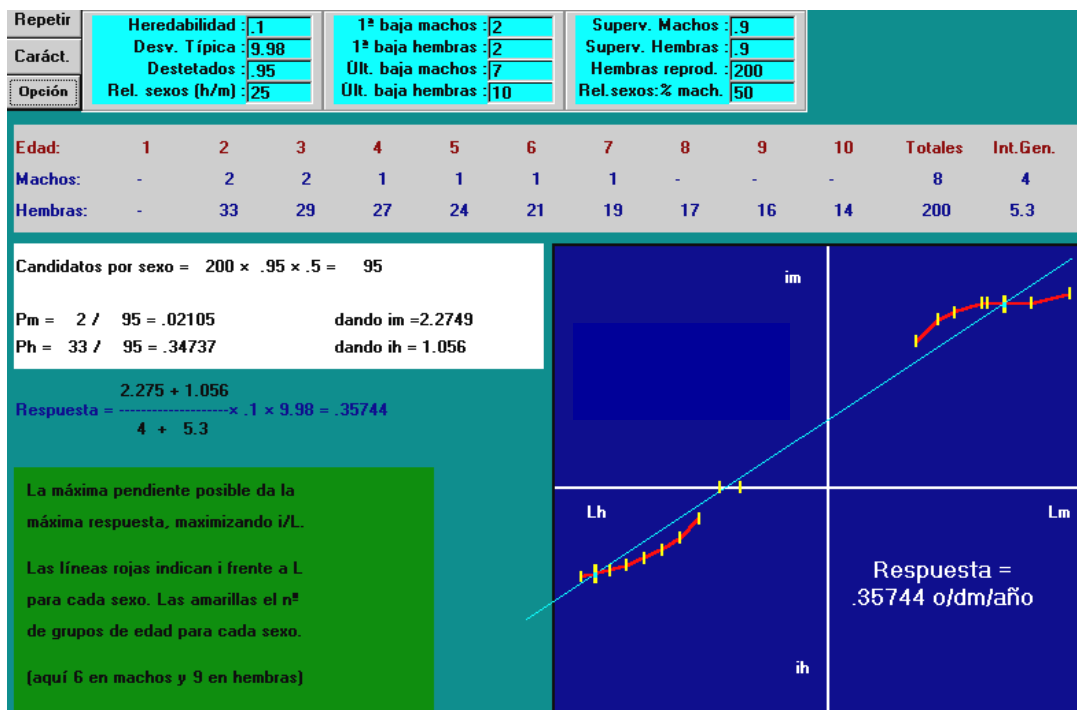 Repetir
Caráct.
Opción
Heredabilidad : .1
Desv. Típica : 9.98
Destetados : .95
Rel. sexos (h/m) : 25
1ª baja machos : 2
1ª baja hembras : 2
Últ. baja machos : 7
Últ. baja hembras : 10
Superv. Machos : .9
Superv. Hembras : .9
Hembras reprod. : 200
Rel.sexos:% mach. 50
Edad: 1 2 3 4 5 6 7 8 9 10 Totales Int.Gen.
Machos: - 2 2 1 1 1 1 - - - 8 4
Hembras: - 33 29 27 24 21 19 17 16 14 200 5.3
Candidatos por sexo = 200 × .95 × .5 = 95
Pm = 2 / 95 = .02105 dando im =2.2749
Ph = 33 / 95 = .34737 dando ih = 1.056
2.275 + 1.056
Respuesta = --------------------× .1 × 9.98 = .35744
4 + 5.3
La máxima pendiente posible da la
máxima respuesta, maximizando i/L.
Las líneas rojas indican i frente a L
para cada sexo. Las amarillas el nª
de grupos de edad para cada sexo.
(aquí 6 en machos y 9 en hembras)
im
Lh
Lm
Respuesta =
.35744 o/dm/año
ih